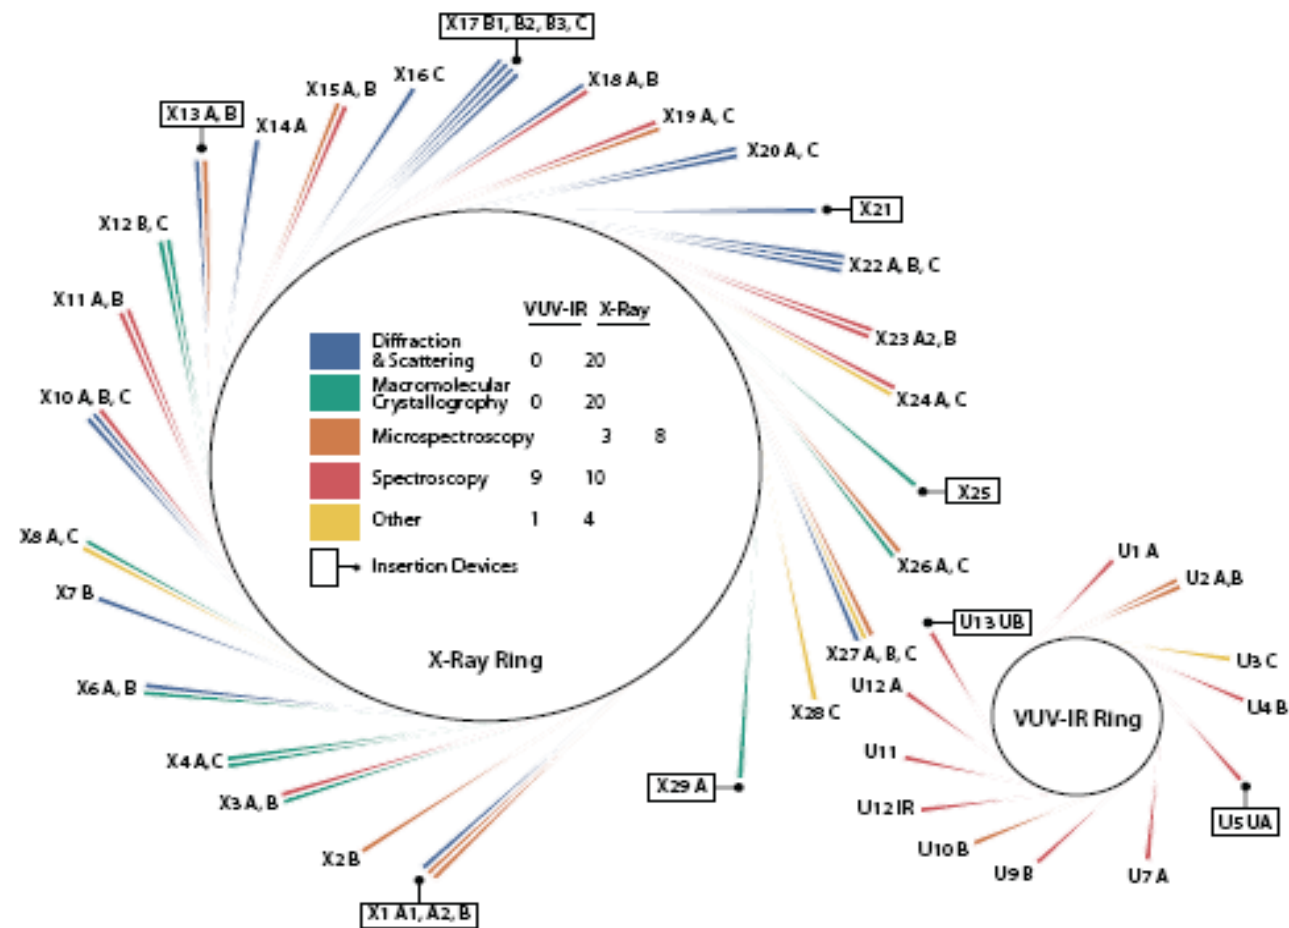 X17 B1, B2, B3, C
X16 C
X18 A, B
X15 A, B
X13 A, B
X14 A
X19 A, C
X20 A, C
X12 B, C
X21
X22 A, B, C
X11 A, B
X23 A2, B
X10 A, B, C
X24 A, C
VUV-IR X-Ray
Diffraction
& Scattering 0 20
Macromolecular
Crystallography 0 20
Microspectroscopy 3 8
Spectroscopy 9 10
Other 1 4
Insertion Devices
X-Ray Ring
X25
X8 A, C
X26 A, C
X7 B
X27 A, B, C
X6 A, B
X28 C
X4 A,C
X29 A
X3 A, B
X2 B
X1 A1, A2, B
U1 A
U2 A,B
U13 UB
U3 C
U12 A
U4 B
VUV-IR Ring
U11
U12 IR
U5 UA
U10 B
U9 B
U7 A